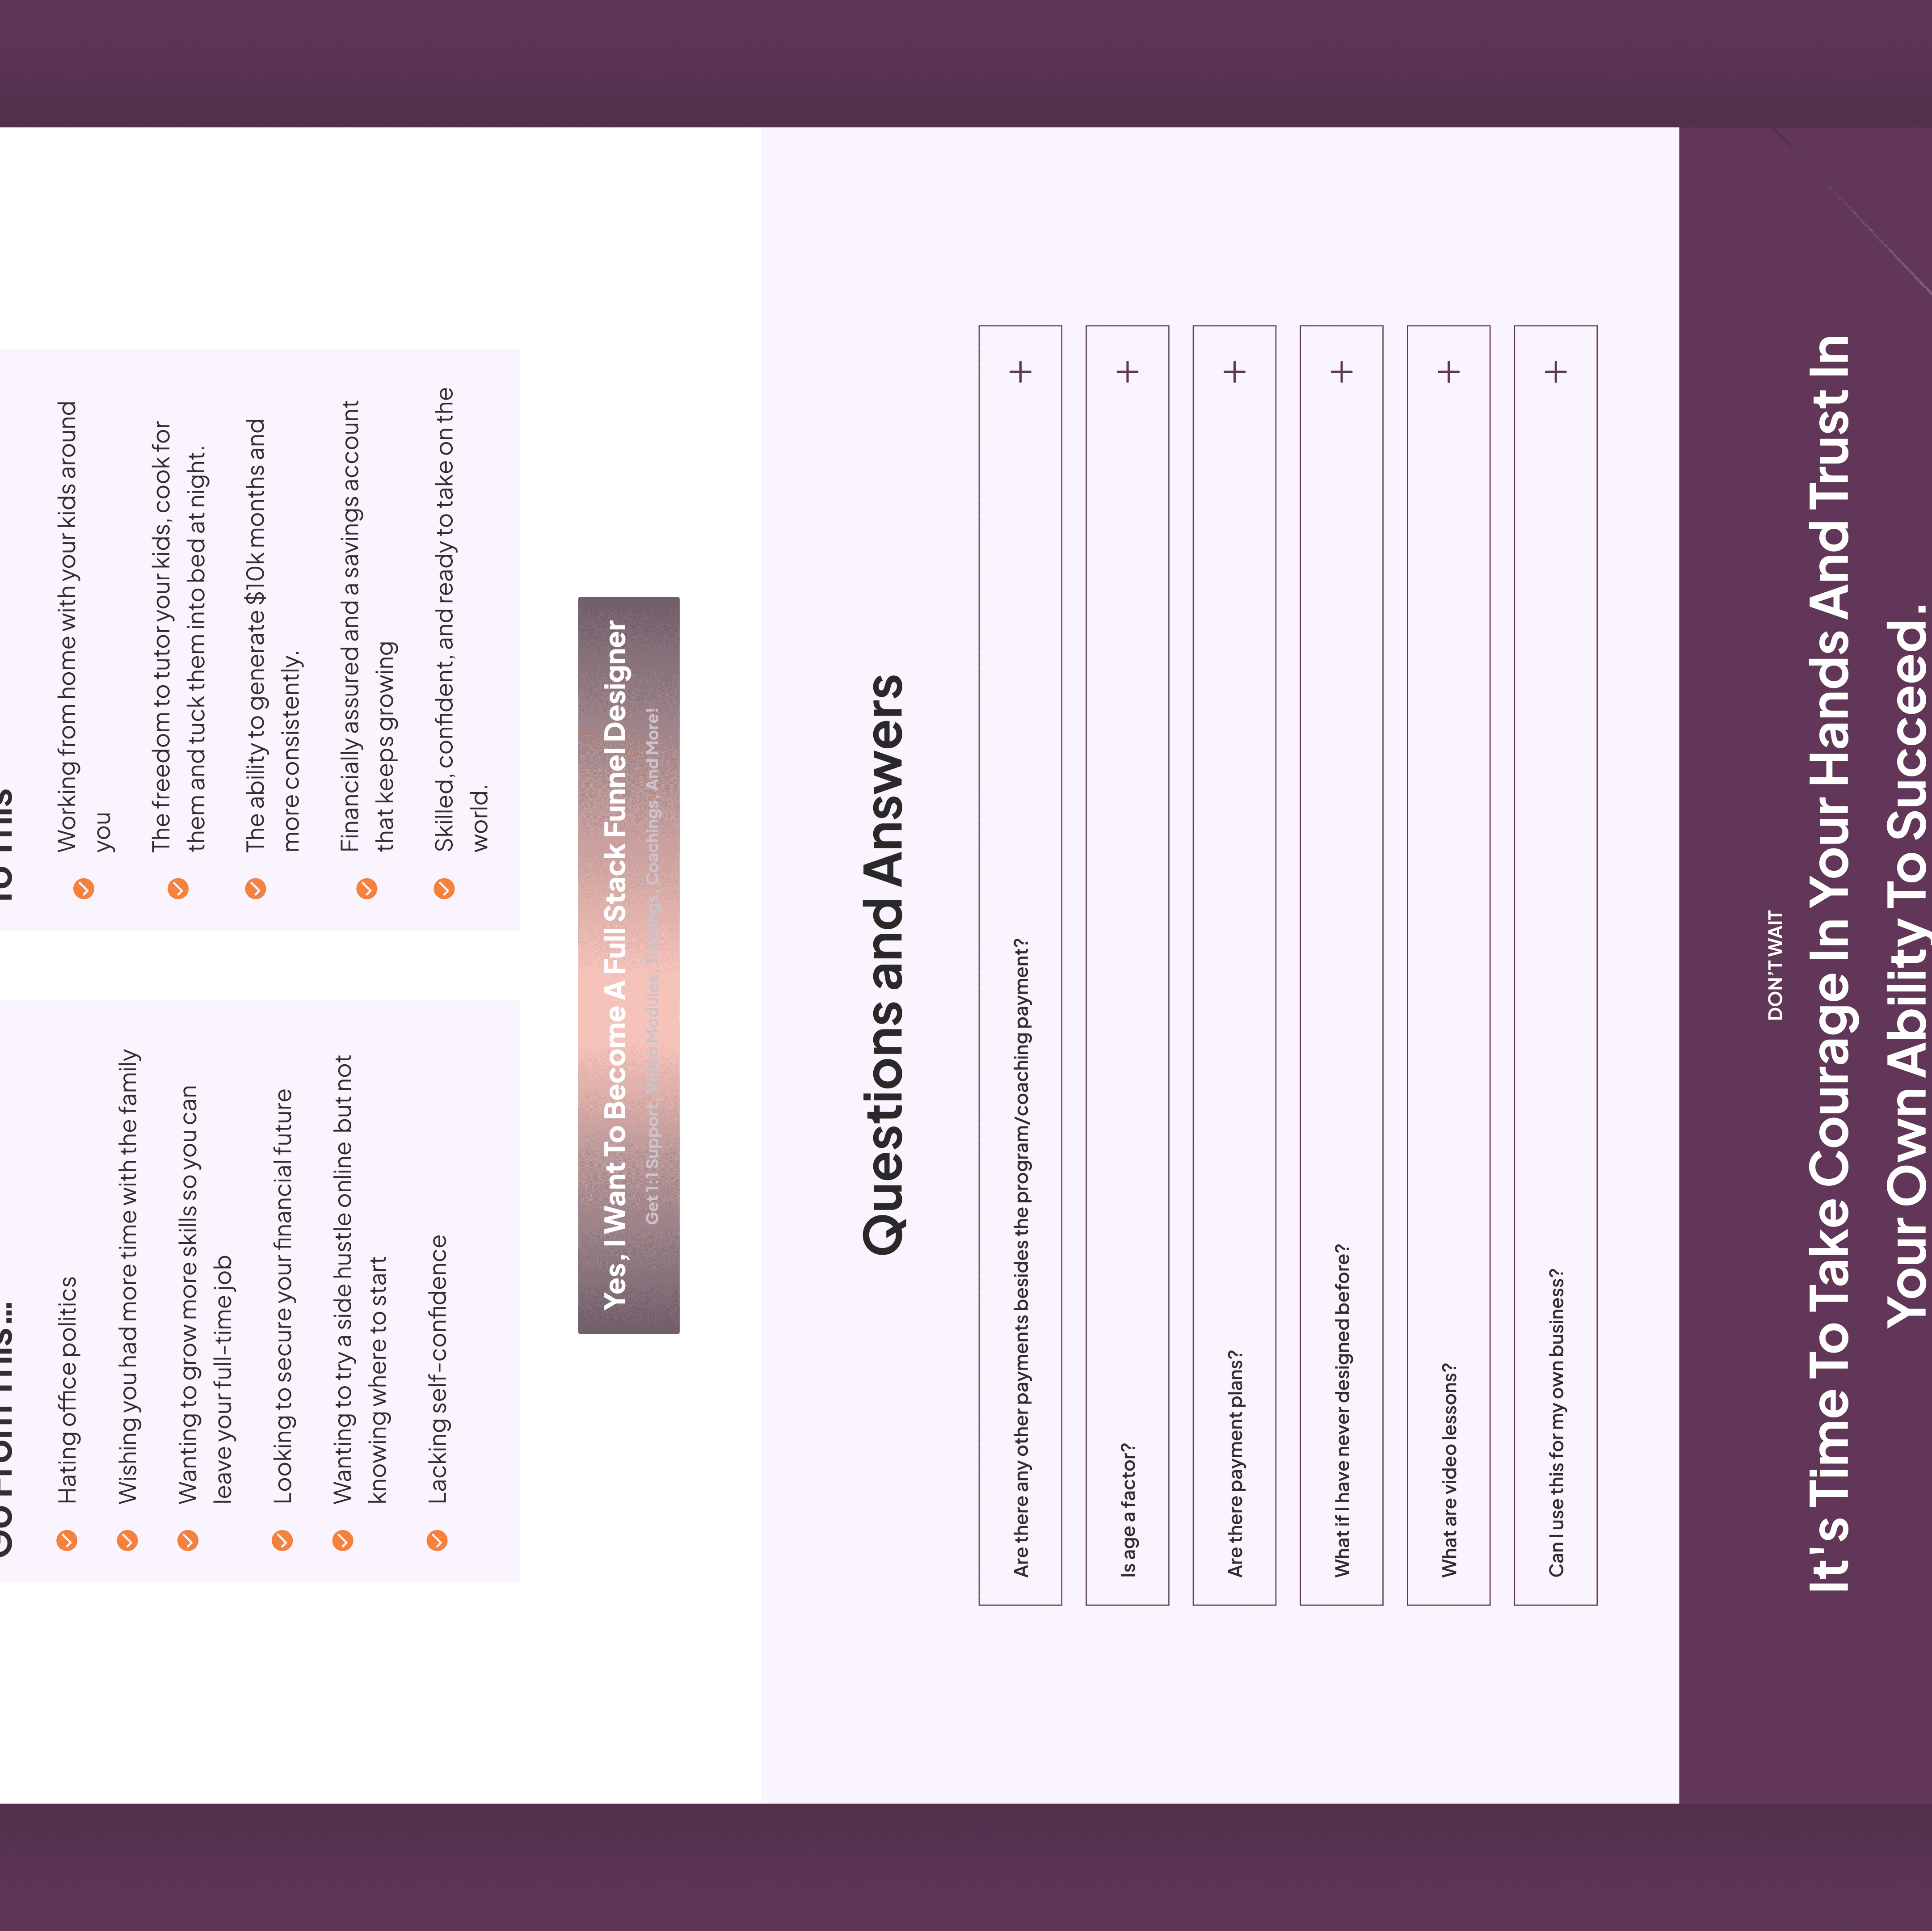 Go From This...
Hating office politics
Wishing you had more time with the family
Wanting to grow more skills so you can
leave your full-time job
Looking to secure your financial future
Wanting to try a side hustle online but not
knowing where to start
Lacking self-confidence
To This
Working from home with your kids around
you
The freedom to tutor your kids, cook for
them and tuck them into bed at night.
The ability to generate $10k months and
more consistently.
Financially assured and a savings account
that keeps growing
Skilled, confident, and ready to take on the
world.
Yes, I Want To Become A Full Stack Funnel Designer
Get 1:1 Support, Video Modules, Trainings, Coachings, And More!
Questions and Answers
Are there any other payments besides the program/coaching payment?
Is age a factor?
Are there payment plans?
What if I have never designed before?
What are video lessons?
Can I use this for my own business?
DON'T WAIT
It's Time To Take Courage In Your Hands And Trust In
Your Own Ability To Succeed.